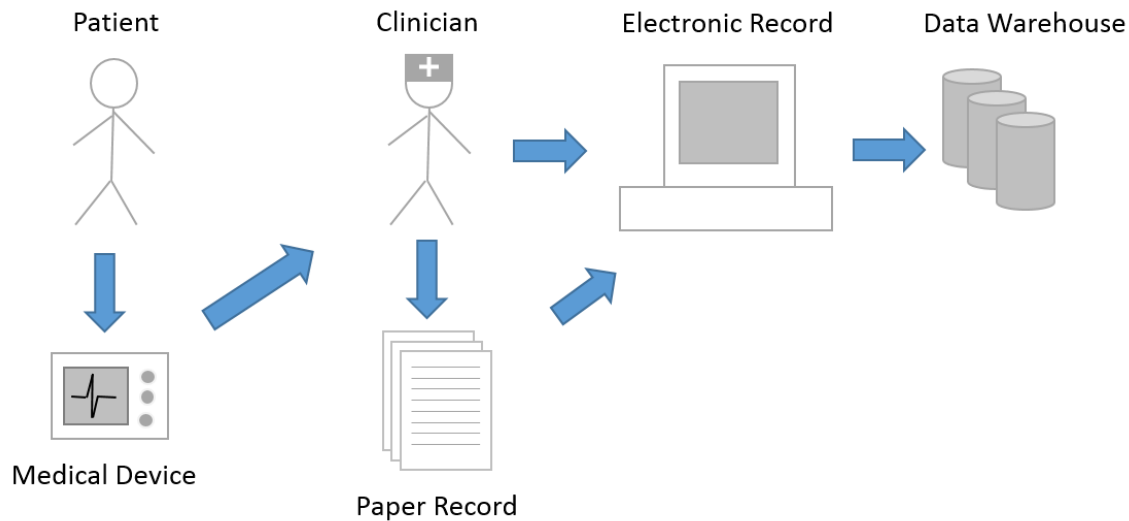 Patient
Clinician
Electronic Record
Data Warehouse
Medical Device
Paper Record